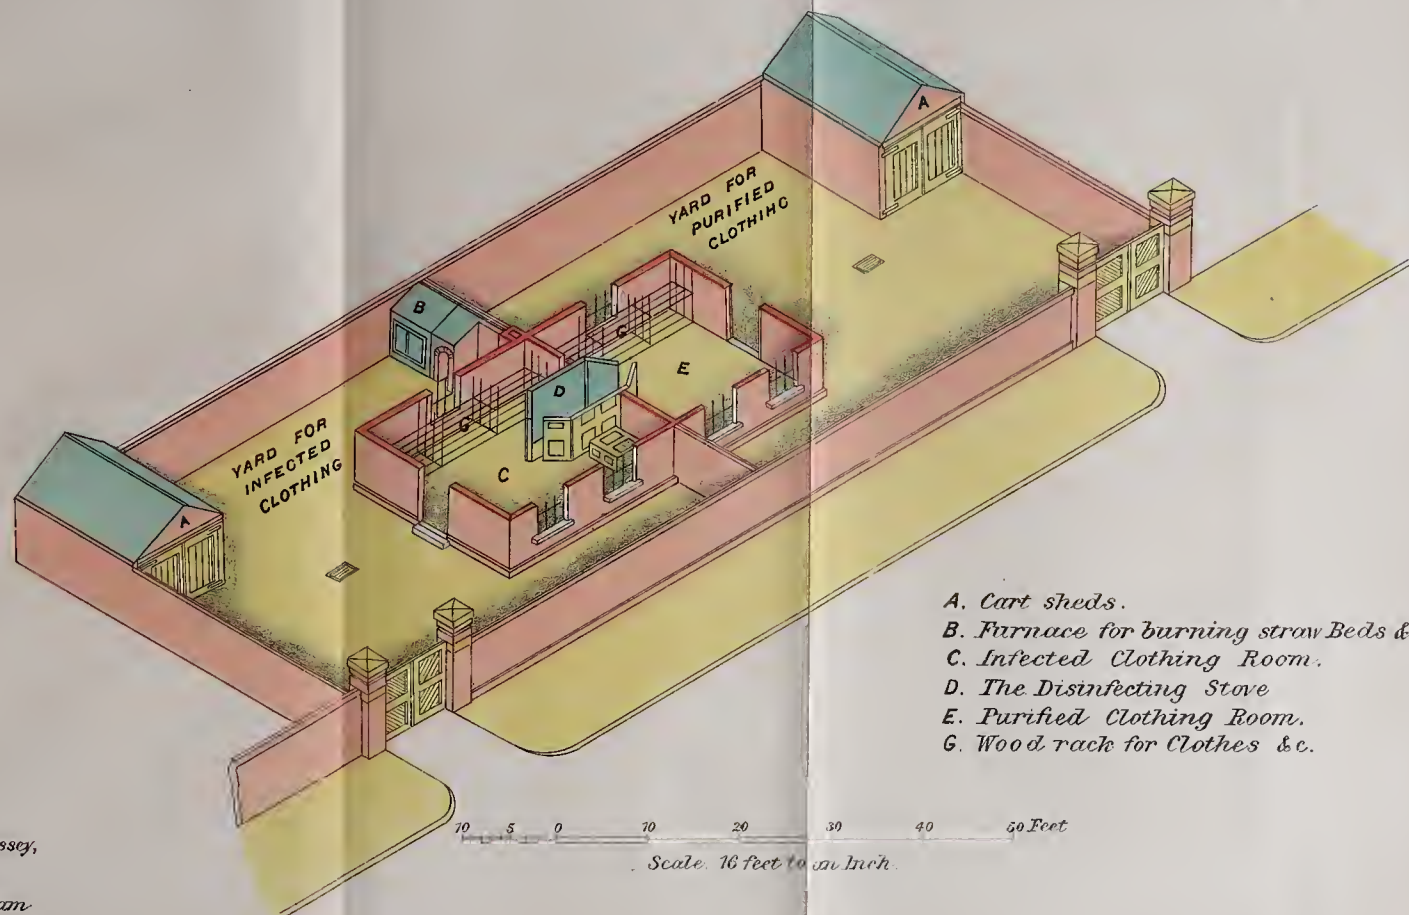 A
YARD FOR
PURIFIED
CLOTHING
B
G
E
D
G
C
YARD FOR
INFECTED
CLOTHING
A
A. Cart sheds.
B. Furnace for burning straw Beds &
C. Infected Clothing Room.
D. The Disinfecting Stove
E. Purified Clothing Room.
G. Wood rack for Clothes &c.
10 5 0 10 20 30 40 50 Feet
Scale. 16 feet to an Inch.